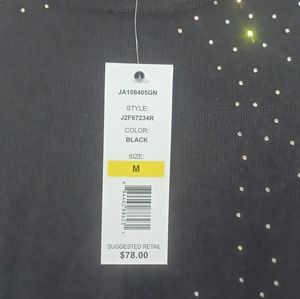 JA108405GN
STYLE:
J2F67234R
COLOR:
BLACK
SIZE:
M
SUGGESTED RETAIL
$78.00